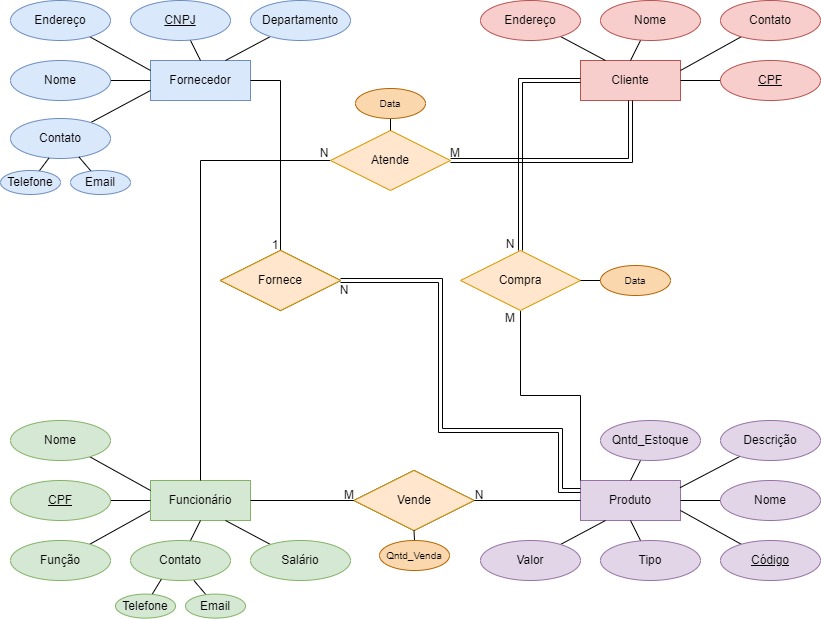 Endereço
CNPJ
Departamento
Endereço
Nome
Contato
Nome
Fornecedor
Cliente
CPF
Data
Contato
Telefone
Email
N
Atende
M
1
Fornece
N
N
Compra
Data
M
Nome
Qntd_Estoque
Descrição
CPF
Funcionário
M
Vende
N
Produto
Nome
Qntd_Venda
Função
Contato
Salário
Valor
Tipo
Código
Telefone
Email